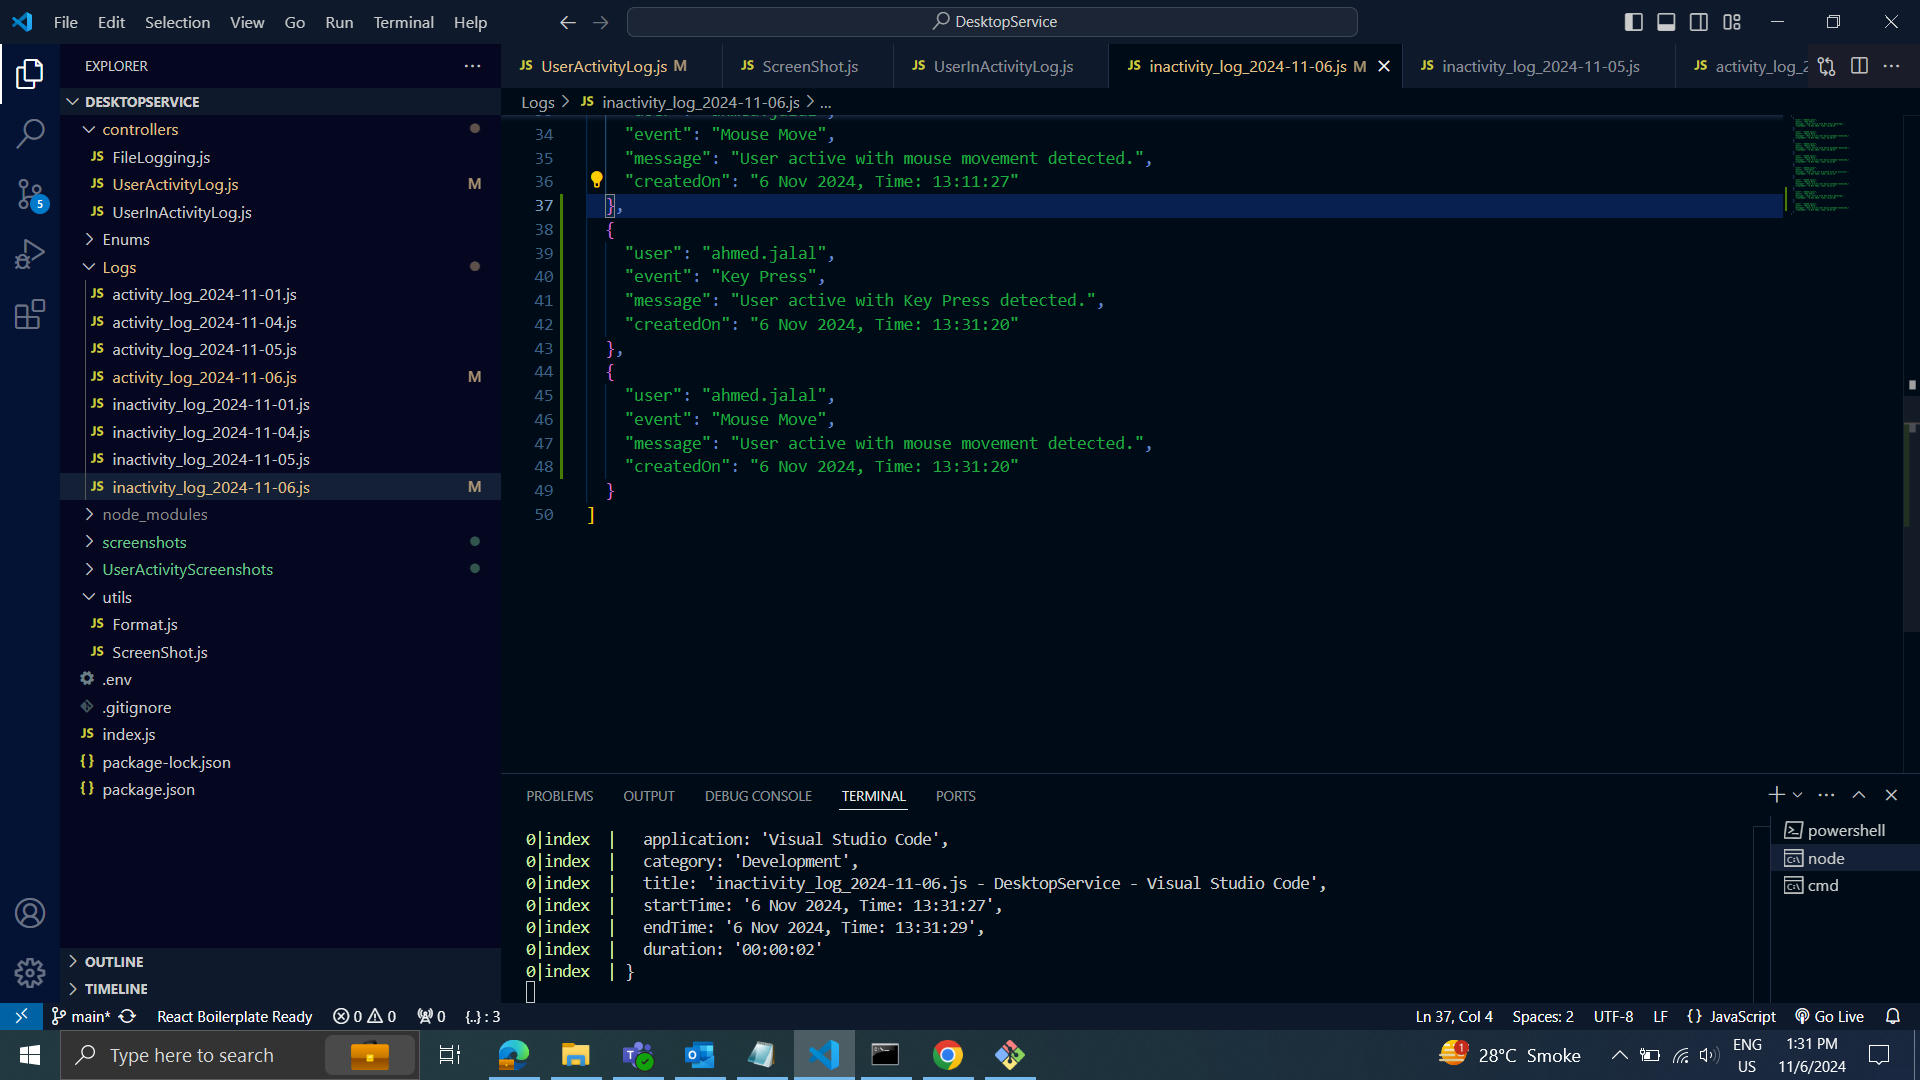 File Edit Selection View Go Run Terminal Help
DesktopService
EXPLORER
JS UserActivityLog.js M
JS ScreenShot.js
JS UserInActivityLog.js
JS inactivity_log_2024-11-06.js M
JS inactivity_log_2024-11-05.js
JS activity_log_2
DESKTOPSERVICE
Logs > JS inactivity_log_2024-11-06.js > ...
controllers
JS FileLogging.js
JS UserActivityLog.js M
JS UserInActivityLog.js
Enums
Logs
JS activity_log_2024-11-01.js
JS activity_log_2024-11-04.js
JS activity_log_2024-11-05.js
JS activity_log_2024-11-06.js M
JS inactivity_log_2024-11-01.js
JS inactivity_log_2024-11-04.js
JS inactivity_log_2024-11-05.js
JS inactivity_log_2024-11-06.js M
node_modules
screenshots
UserActivityScreenshots
utils
JS Format.js
JS ScreenShot.js
.env
.gitignore
JS index.js
{} package-lock.json
{} package.json
OUTLINE
TIMELINE
5
34 "event": "Mouse Move",
35 "message": "User active with mouse movement detected.",
36 "createdOn": "6 Nov 2024, Time: 13:11:27"
37 },
38 {
39 "user": "ahmed.jalal",
40 "event": "Key Press",
41 "message": "User active with Key Press detected.",
42 "createdOn": "6 Nov 2024, Time: 13:31:20"
43 },
44 {
45 "user": "ahmed.jalal",
46 "event": "Mouse Move",
47 "message": "User active with mouse movement detected.",
48 "createdOn": "6 Nov 2024, Time: 13:31:20"
49 }
50 ]
PROBLEMS OUTPUT DEBUG CONSOLE TERMINAL PORTS
0|index | application: 'Visual Studio Code',
0|index | category: 'Development',
0|index | title: 'inactivity_log_2024-11-06.js - DesktopService - Visual Studio Code',
0|index | startTime: '6 Nov 2024, Time: 13:31:27',
0|index | endTime: '6 Nov 2024, Time: 13:31:29',
0|index | duration: '00:00:02'
0|index | }
powershell
node
cmd
main* React Boilerplate Ready 0 0 0 {..} : 3
Ln 37, Col 4 Spaces: 2 UTF-8 LF {} JavaScript Go Live
Type here to search
1 28°C Smoke
ENG
US
1:31 PM
11/6/2024